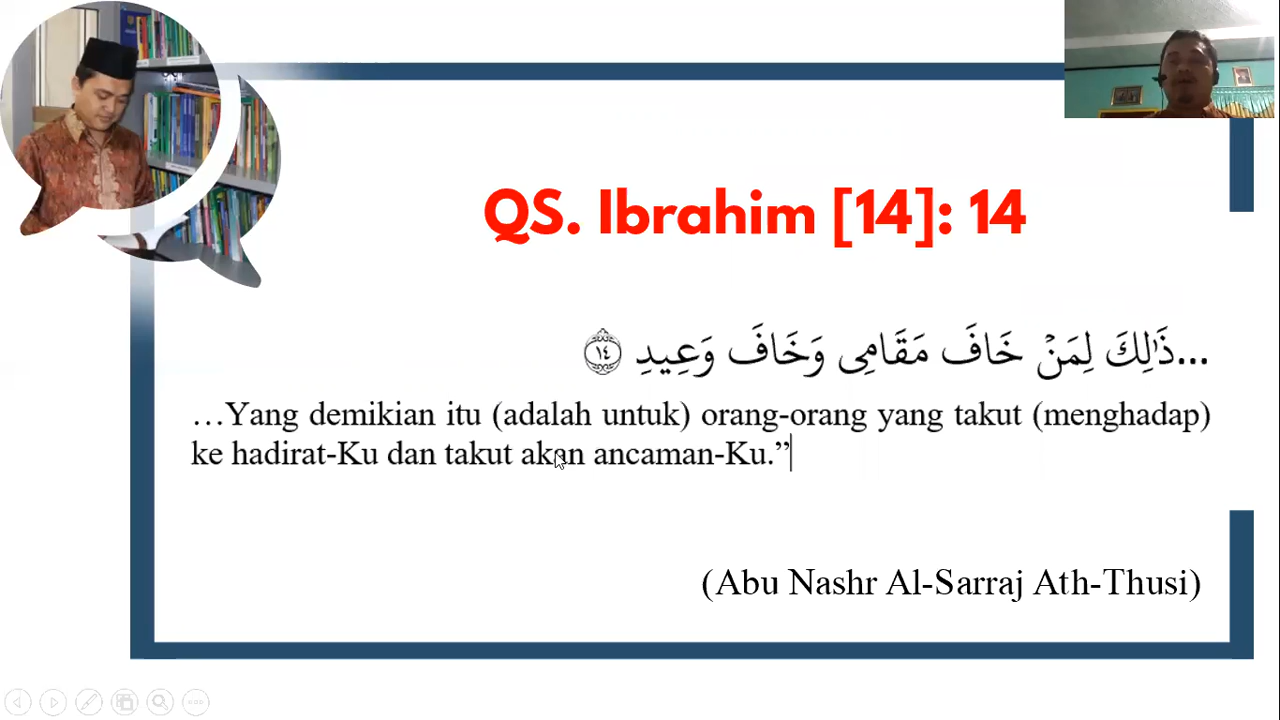 QS. Ibrahim [14]: 14
...ذَٰلِكَ لِمَنْ خَافَ مَقَامِى وَخَافَ وَعِيدِ ١٤
…Yang demikian itu (adalah untuk) orang-orang yang takut (menghadap)
ke hadirat-Ku dan takut akan ancaman-Ku.”
(Abu Nashr Al-Sarraj Ath-Thusi)